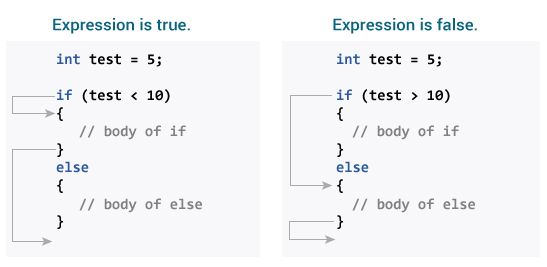 Expression is true.
int test = 5;
if (test < 10)
{
// body of if
}
else
{
// body of else
}
Expression is false.
int test = 5;
if (test > 10)
{
// body of if
}
else
{
// body of else
}